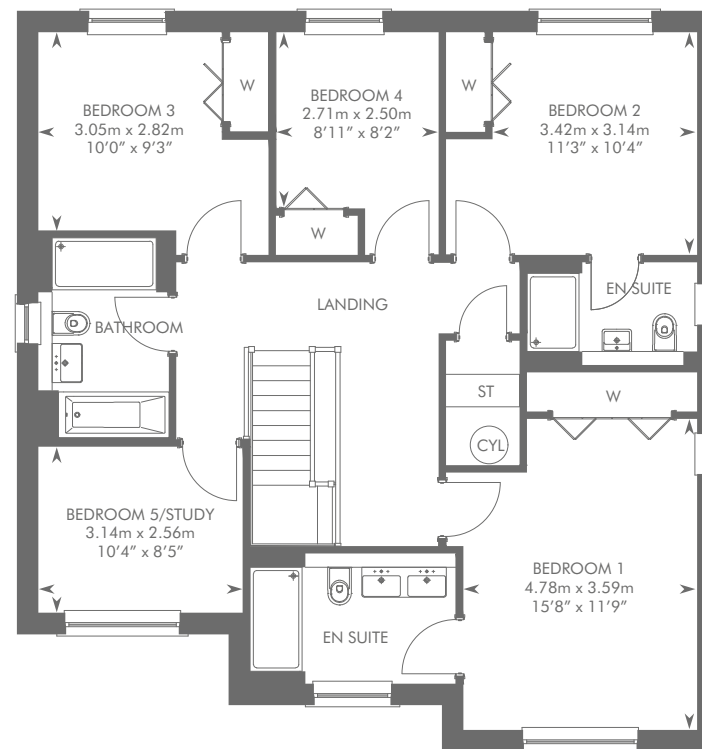 W
W
BEDROOM 3
3.05m x 2.82m
10’0” x 9’3”
BEDROOM 4
2.71m x 2.50m
8’11” x 8’2”
BEDROOM 2
3.42m x 3.14m
11’3” x 10’4”
W
LANDING
EN SUITE
BATHROOM
ST
W
CYL
BEDROOM 5/STUDY
3.14m x 2.56m
10’4” x 8’5”
BEDROOM 1
4.78m x 3.59m
15’8” x 11’9”
EN SUITE